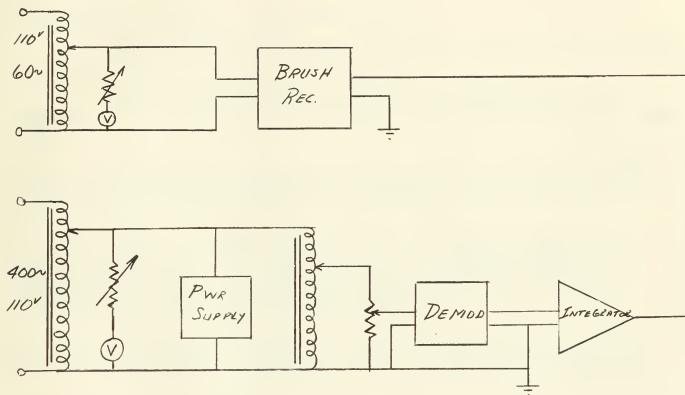 110v
60~
V
BRUSH
REC.
400~
110v
V
PWR
SUPPLY
DEMOD
INTEGRATOR